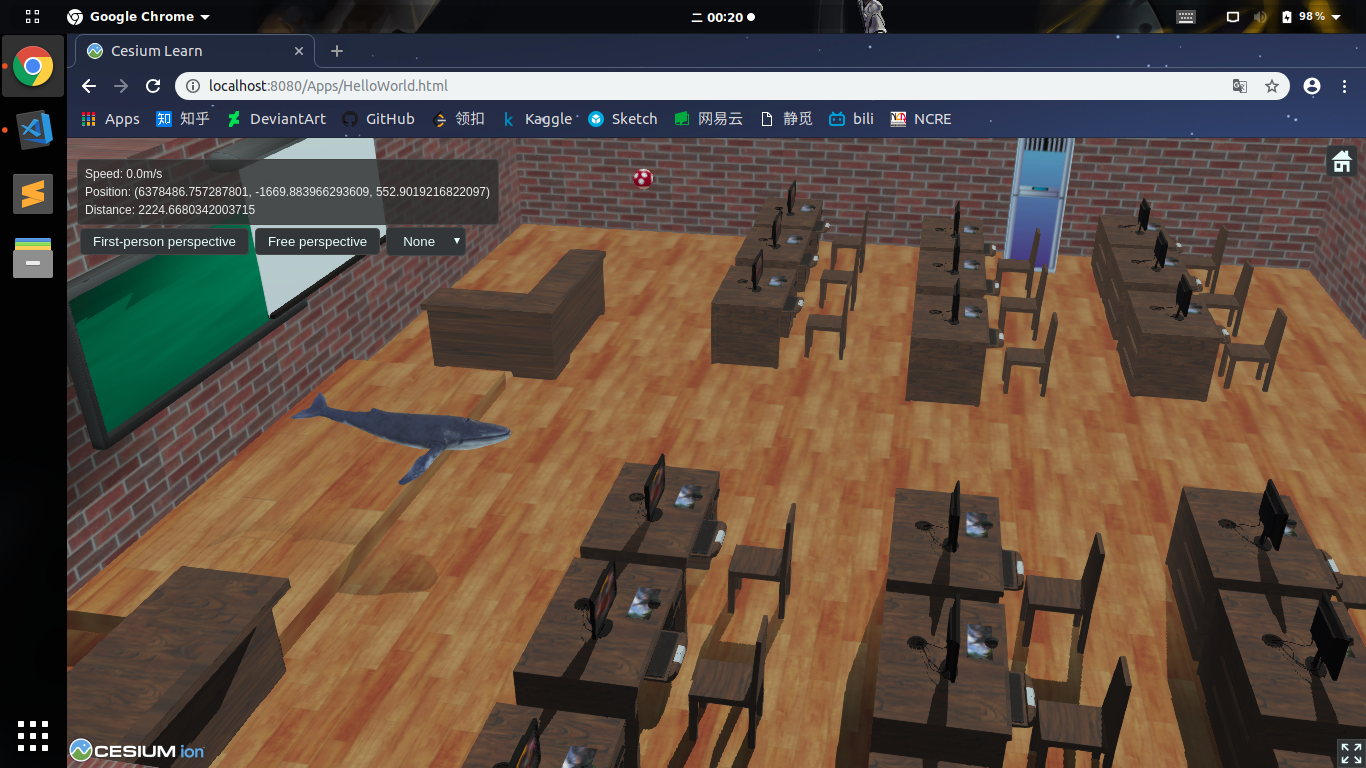 Google Chrome
二 00:20
98 %
Cesium Learn
localhost:8080/Apps/HelloWorld.html
Apps
知 知乎
DeviantArt
GitHub
领扣
k Kaggle
Sketch
网易云
静觅
bili
NCRE
Speed: 0.0m/s
Position: (6378486.757287801, -1669.883966293609, 552.9019216822097)
Distance: 2224.6680342003715
First-person perspective
Free perspective
None
CESIUM ion